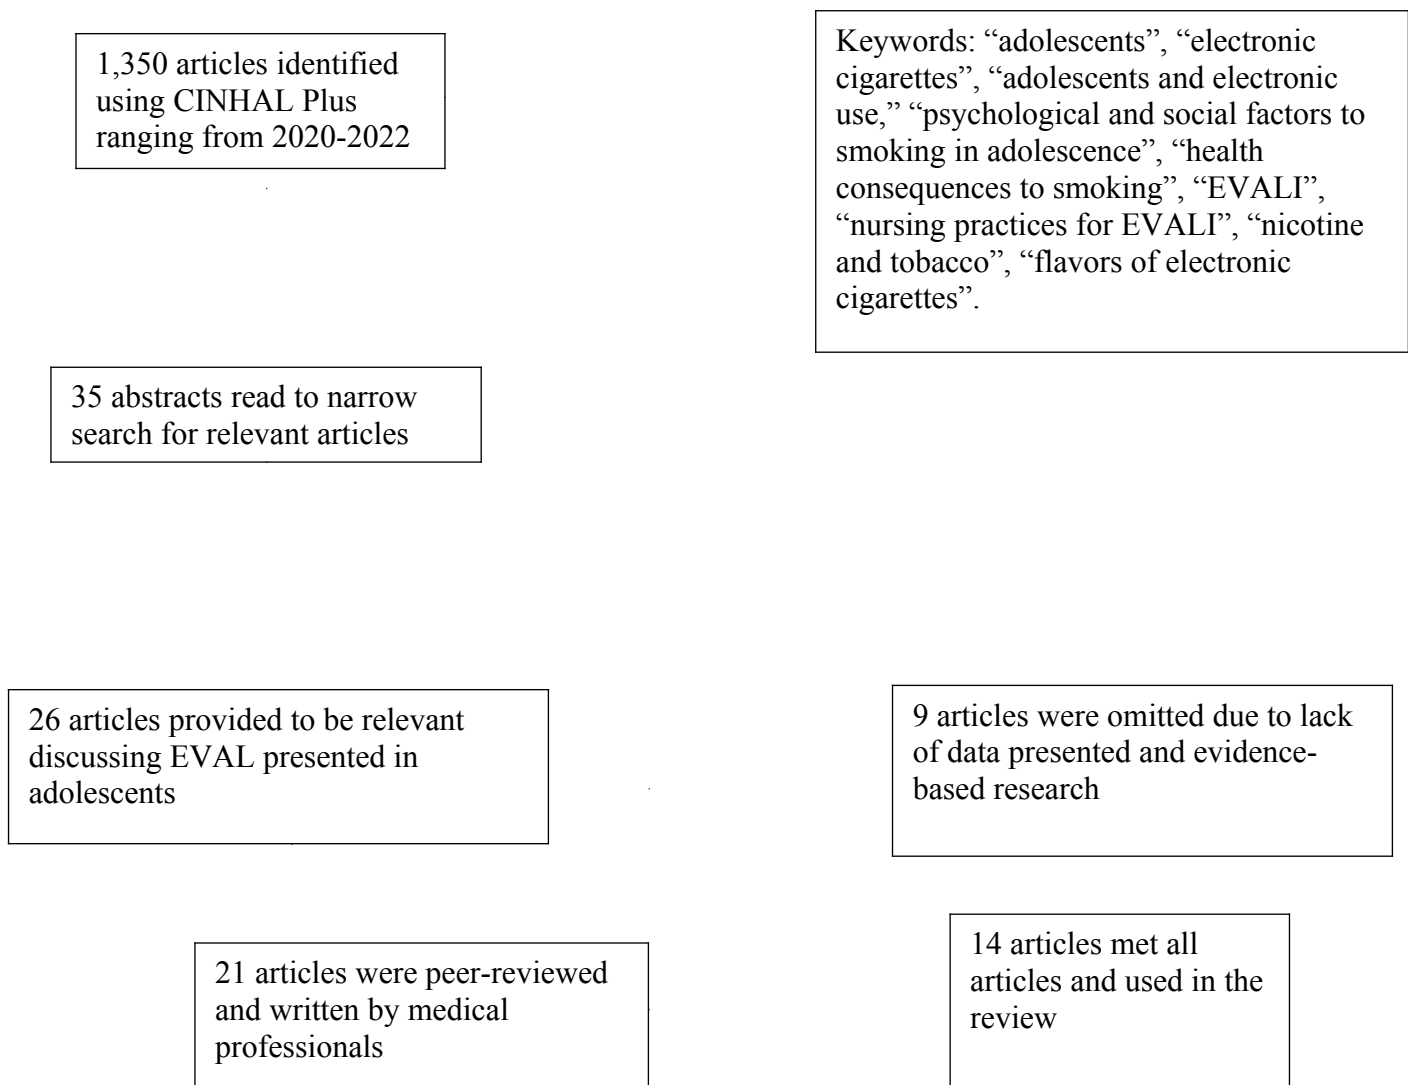 1,350 articles identified
using CINHAL Plus
ranging from 2020-2022
Keywords: “adolescents”, “electronic
cigarettes”, “adolescents and electronic
use,” “psychological and social factors to
smoking in adolescence”, “health
consequences to smoking”, “EVALI”,
“nursing practices for EVALI”, “nicotine
and tobacco”, “flavors of electronic
cigarettes”.
35 abstracts read to narrow
search for relevant articles
26 articles provided to be relevant
discussing EVAL presented in
adolescents
9 articles were omitted due to lack
of data presented and evidence-
based research
21 articles were peer-reviewed
and written by medical
professionals
14 articles met all
articles and used in the
review